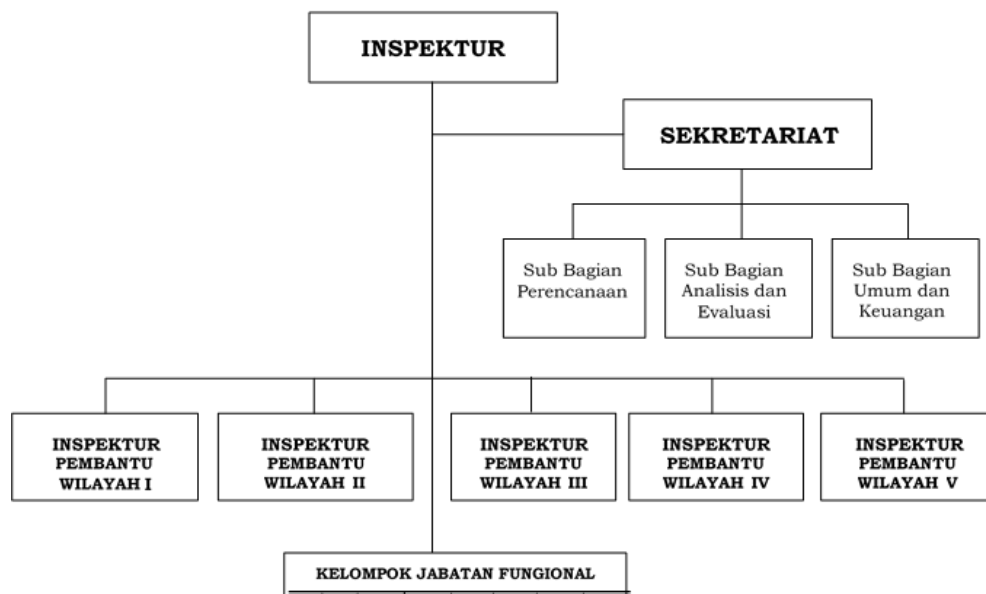 INSPEKTUR
SEKRETARIAT
Sub Bagian
Perencanaan
Sub Bagian
Analisis dan
Evaluasi
Sub Bagian
Umum dan
Keuangan
INSPEKTUR
PEMBANTU
WILAYAH I
INSPEKTUR
PEMBANTU
WILAYAH II
INSPEKTUR
PEMBANTU
WILAYAH III
INSPEKTUR
PEMBANTU
WILAYAH IV
INSPEKTUR
PEMBANTU
WILAYAH V
KELOMPOK JABATAN FUNGIONAL